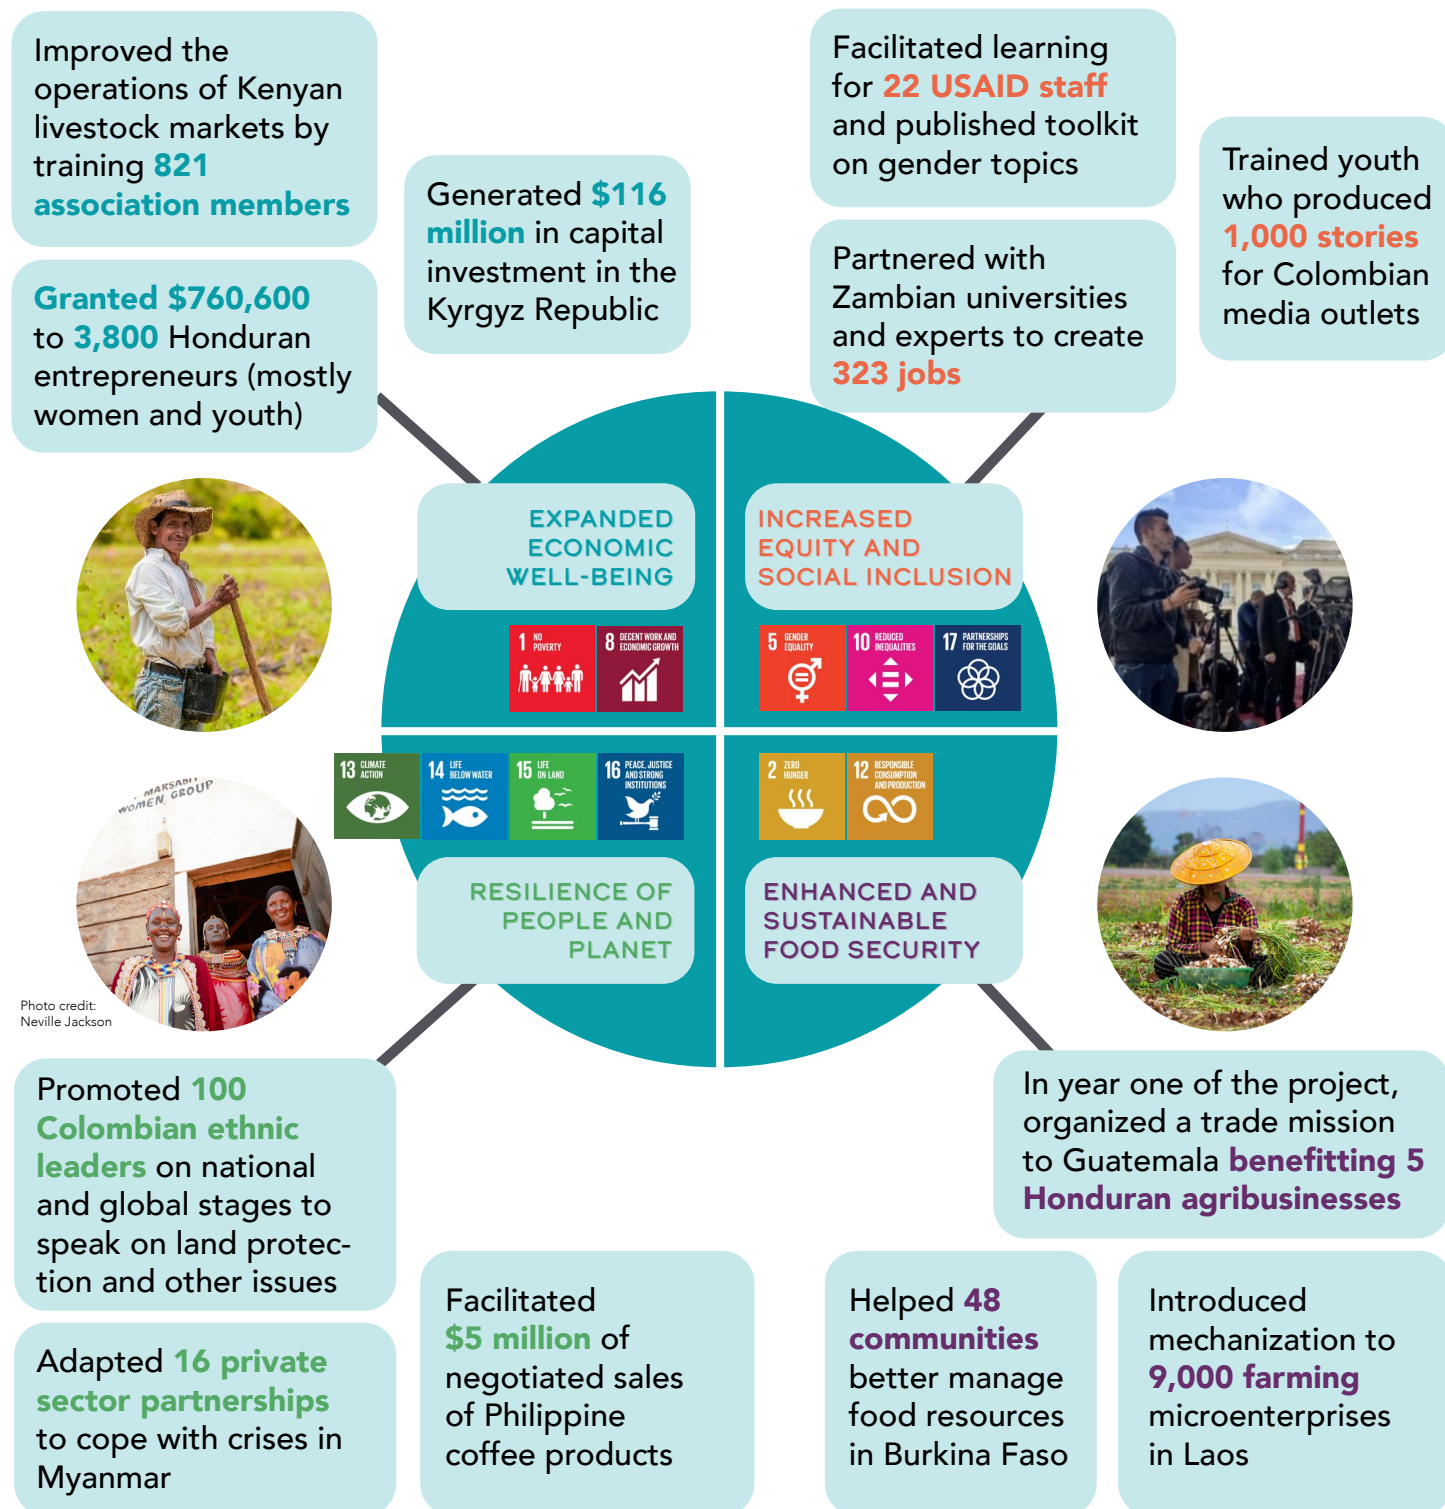 Improved the
operations of Kenyan
livestock markets by
training 821
association members
Granted $760,600
to 3,800 Honduran
entrepreneurs (mostly
women and youth)
Generated $116
million in capital
investment in the
Kyrgyz Republic
Facilitated learning
for 22 USAID staff
and published toolkit
on gender topics
Partnered with
Zambian universities
and experts to create
323 jobs
Trained youth
who produced
1,000 stories
for Colombian
media outlets
EXPANDED
ECONOMIC
WELL-BEING
1 NO
POVERTY
8 DECENT WORK AND
ECONOMIC GROWTH
INCREASED
EQUITY AND
SOCIAL INCLUSION
5 GENDER
EQUALITY
10 REDUCED
INEQUALITIES
17 PARTNERSHIPS
FOR THE GOALS
13 CLIMATE
ACTION
14 LIFE
BELOW WATER
15 LIFE
ON LAND
16 PEACE, JUSTICE
AND STRONG
INSTITUTIONS
RESILIENCE OF
PEOPLE AND
PLANET
2 ZERO
HUNGER
12 RESPONSIBLE
CONSUMPTION
AND PRODUCTION
ENHANCED AND
SUSTAINABLE
FOOD SECURITY
MARSABIT
WOMEN GROUP
Photo credit:
Neville Jackson
Promoted 100
Colombian ethnic
leaders on national
and global stages to
speak on land protec-
tion and other issues
Adapted 16 private
sector partnerships
to cope with crises in
Myanmar
Facilitated
$5 million of
negotiated sales
of Philippine
coffee products
In year one of the project,
organized a trade mission
to Guatemala benefitting 5
Honduran agribusinesses
Helped 48
communities
better manage
food resources
in Burkina Faso
Introduced
mechanization to
9,000 farming
microenterprises
in Laos